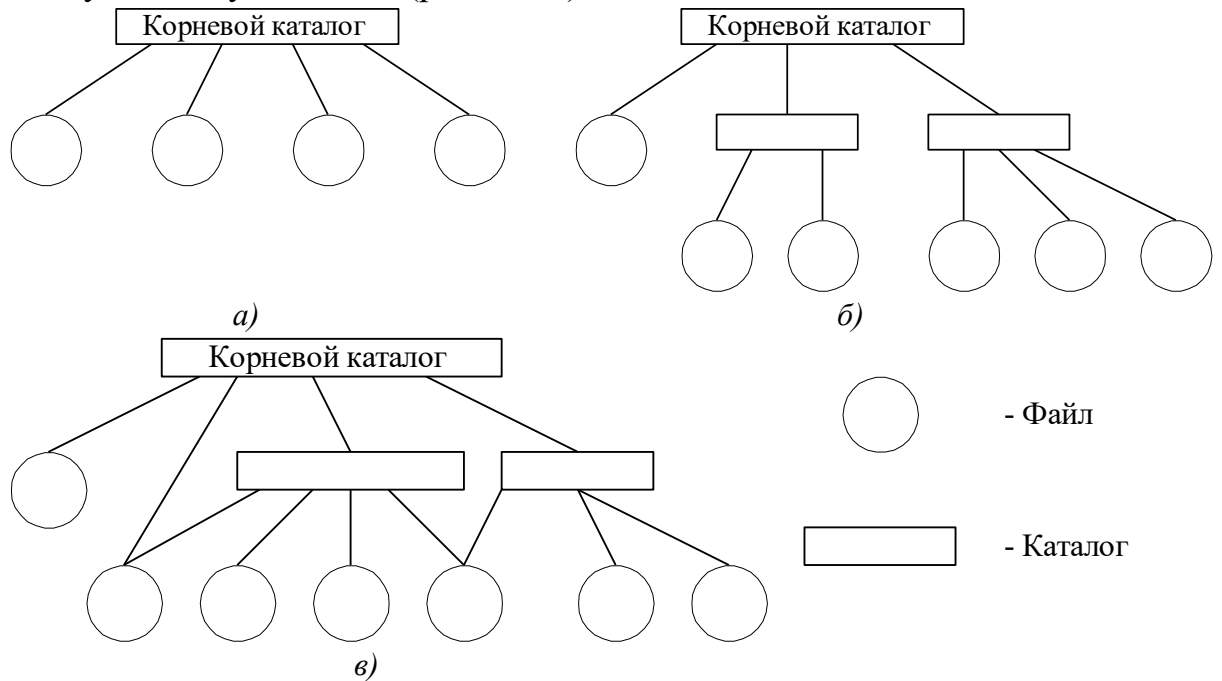 Корневой каталог
Корневой каталог
а)
б)
Корневой каталог
- Файл
- Каталог
в)